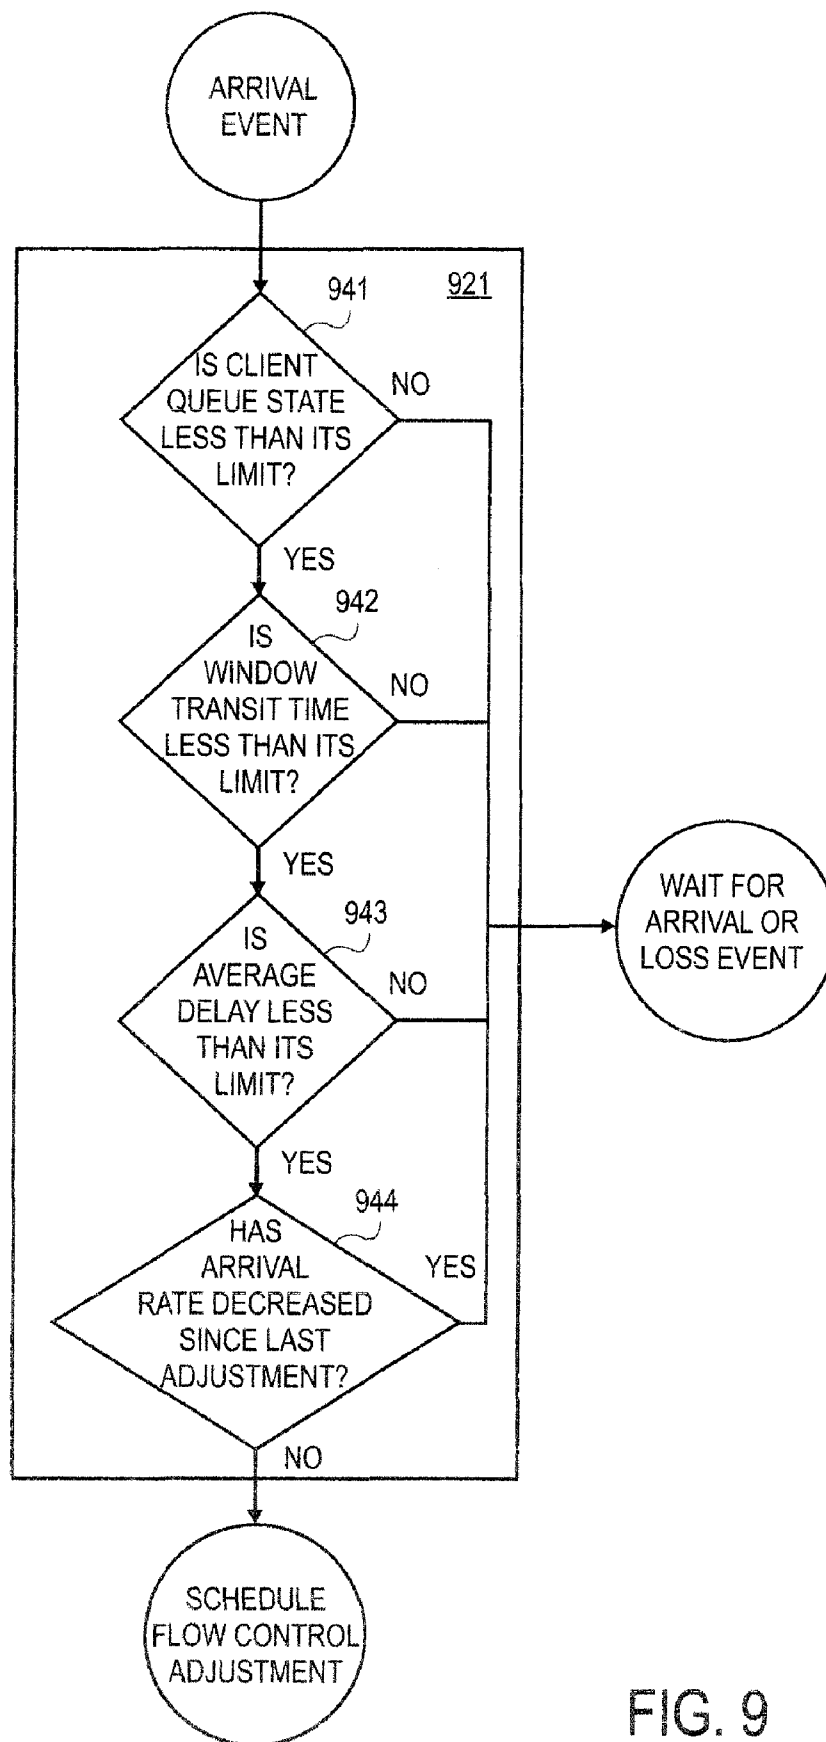 ARRIVAL
EVENT
921
941
IS CLIENT
QUEUE STATE
LESS THAN ITS
LIMIT?
NO
YES
942
IS
WINDOW
TRANSIT TIME
LESS THAN ITS
LIMIT?
NO
YES
943
IS
AVERAGE
DELAY LESS
THAN ITS
LIMIT?
NO
WAIT FOR
ARRIVAL OR
LOSS EVENT
YES
944
HAS
ARRIVAL
RATE DECREASED
SINCE LAST
ADJUSTMENT?
YES
NO
SCHEDULE
FLOW CONTROL
ADJUSTMENT
FIG. 9